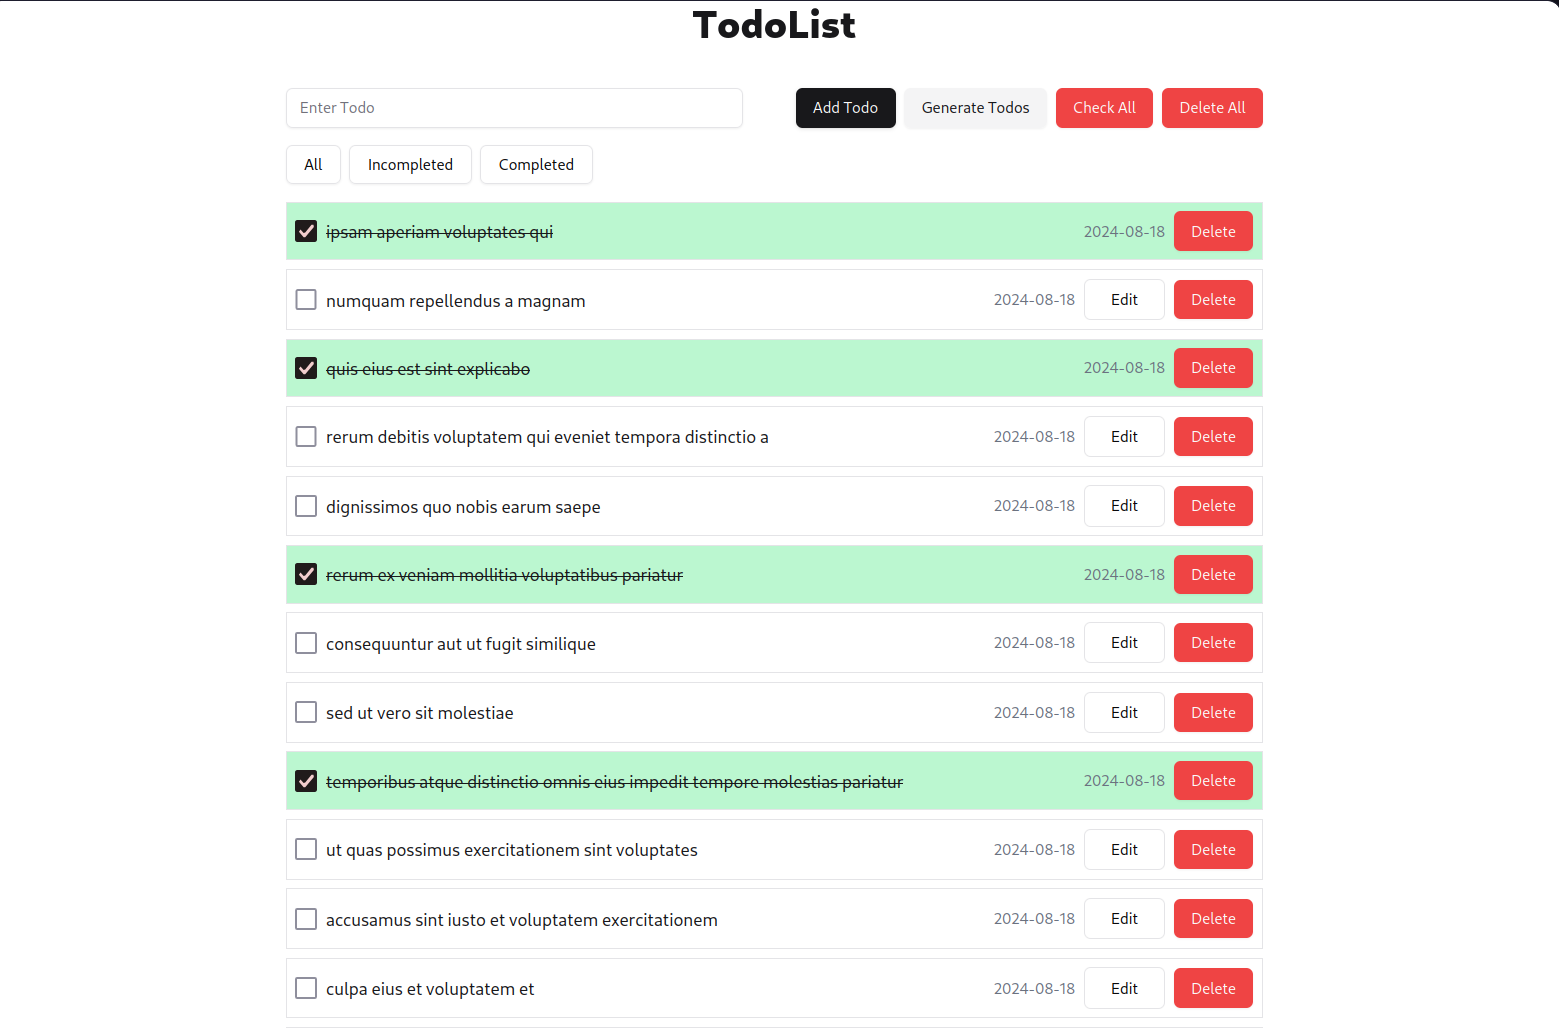 TodoList
Enter Todo Add Todo Generate Todos Check All Delete All
All Incompleted Completed
ipsam aperiam voluptates qui 2024-08-18 Delete
numquam repellendus a magnam 2024-08-18 Edit Delete
quis eius est sint explicabo 2024-08-18 Delete
rerum debitis voluptatem qui eveniet tempora distinctio a 2024-08-18 Edit Delete
dignissimos quo nobis earum saepe 2024-08-18 Edit Delete
rerum ex veniam mollitia voluptatibus pariatur 2024-08-18 Delete
consequuntur aut ut fugit similique 2024-08-18 Edit Delete
sed ut vero sit molestiae 2024-08-18 Edit Delete
temporibus atque distinctio omnis eius impedit tempore molestias pariatur 2024-08-18 Delete
ut quas possimus exercitationem sint voluptates 2024-08-18 Edit Delete
accusamus sint iusto et voluptatem exercitationem 2024-08-18 Edit Delete
culpa eius et voluptatem et 2024-08-18 Edit Delete